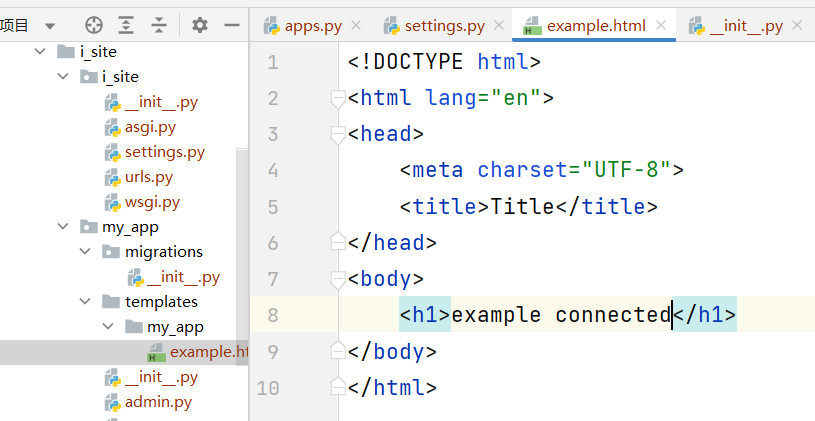 项目
apps.py
settings.py
example.html
__init__.py
i_site
i_site
__init__.py
asgi.py
settings.py
urls.py
wsgi.py
my_app
migrations
__init__.py
templates
my_app
example.ht
__init__.py
admin.py
1 <!DOCTYPE html>
2 <html lang="en">
3 <head>
4 <meta charset="UTF-8">
5 <title>Title</title>
6 </head>
7 <body>
8 <h1>example connected</h1>
9 </body>
10 </html>